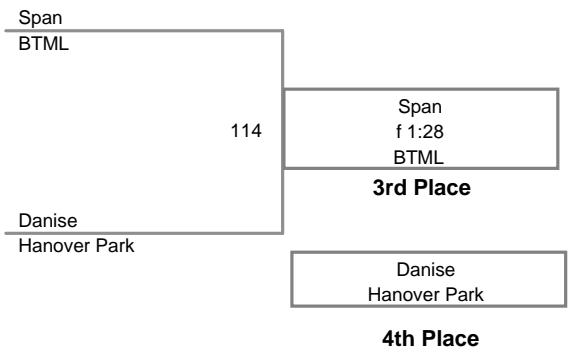 Span
BTML
114
Span
f 1:28
BTML
3rd Place
Danise
Hanover Park
Danise
Hanover Park
4th Place